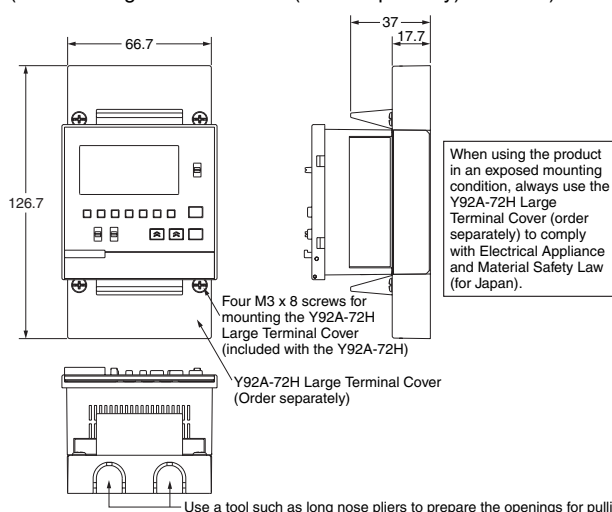 66.7
37
17.7
126.7
When using the product
in an exposed mounting
condition, always use the
Y92A-72H Large
Terminal Cover (order
separately) to comply
with Electrical Appliance
and Material Safety Law
(for Japan).
Four M3 x 8 screws for
mounting the Y92A-72H
Large Terminal Cover
(included with the Y92A-72H)
Y92A-72H Large Terminal Cover
(Order separately)
Use a tool such as long nose pliers to prepare the openings for pulli